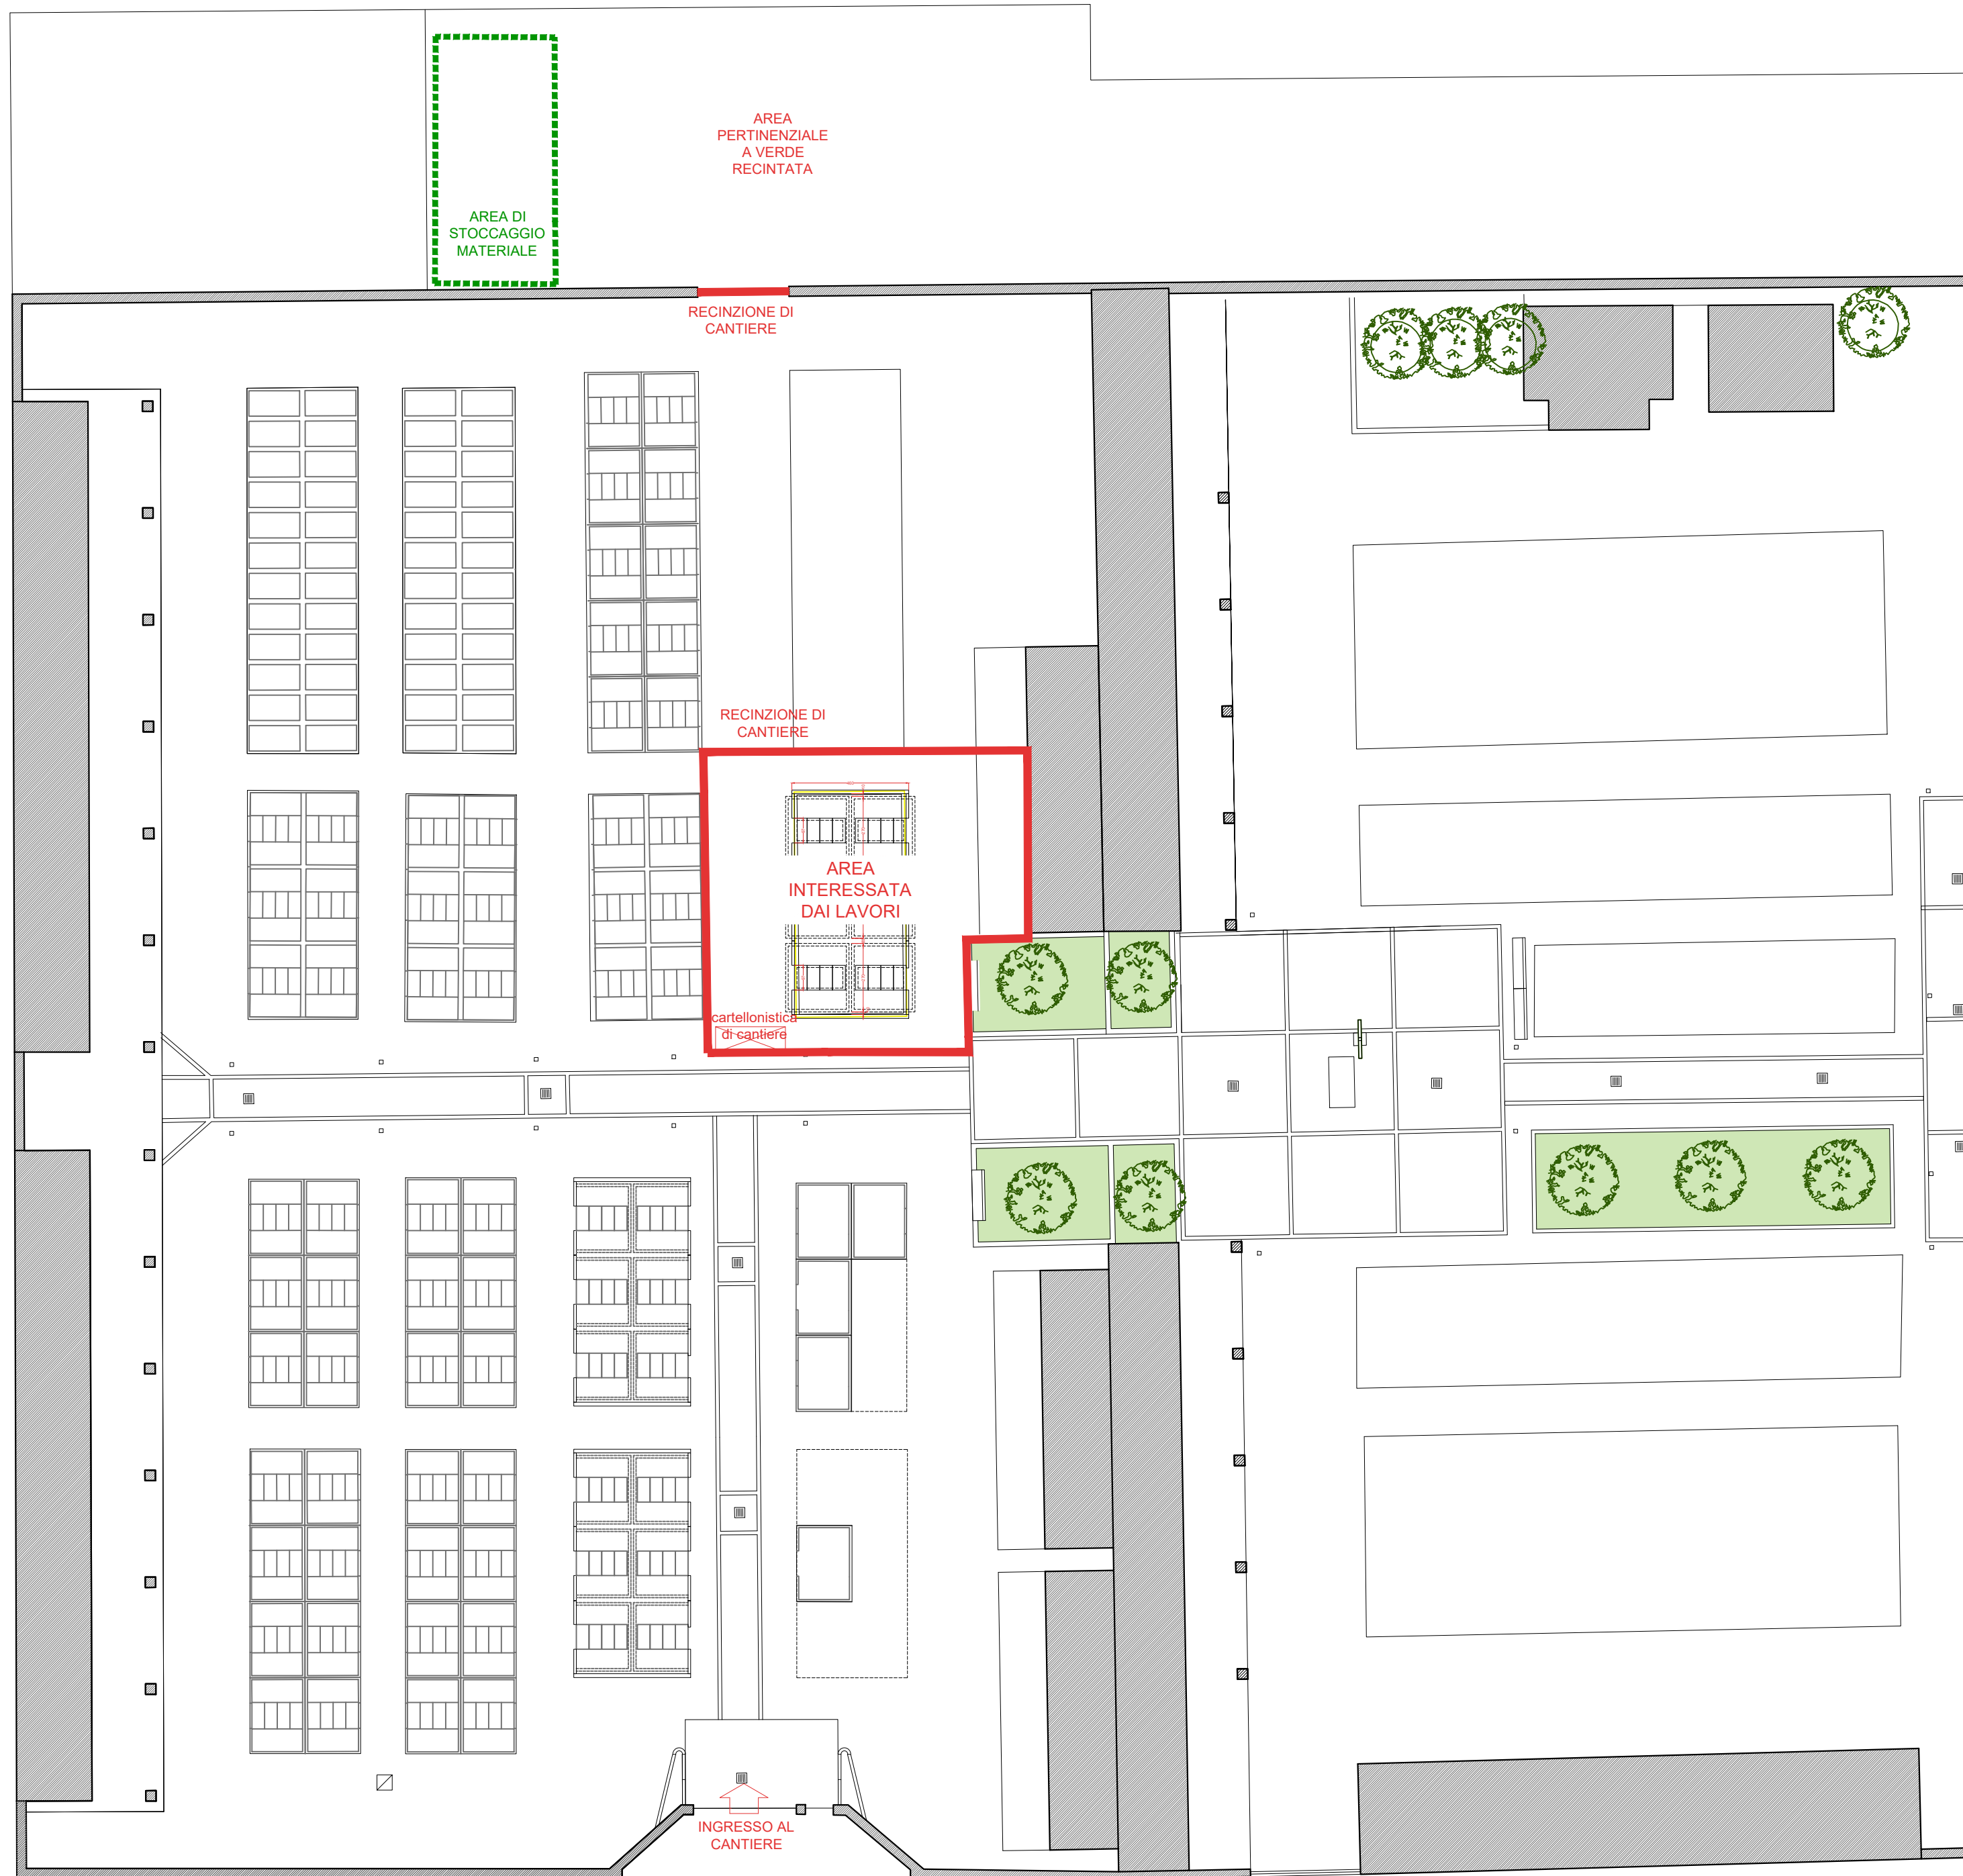 AREA
PERTINENZIALE
A VERDE
RECINTATA
AREA DI
STOCCAGGIO
MATERIALE
RECINZIONE DI
CANTIERE
RECINZIONE DI
CANTIERE
AREA
INTERESSATA
DAI LAVORI
cartellonistica
di cantiere
INGRESSO AL
CANTIERE